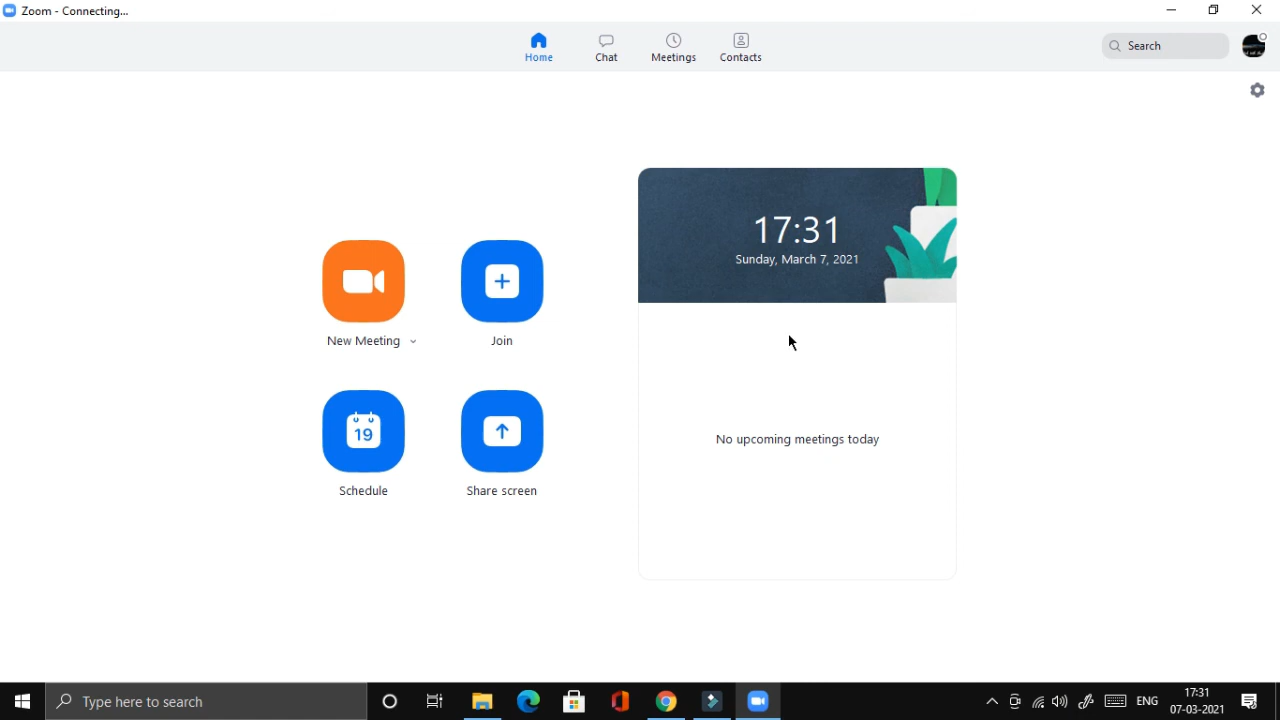 Zoom - Connecting...
Home
Chat
Meetings
Contacts
Search
17:31
Sunday, March 7, 2021
New Meeting
Join
19
Schedule
Share screen
No upcoming meetings today
Type here to search
ENG
17:31
07-03-2021